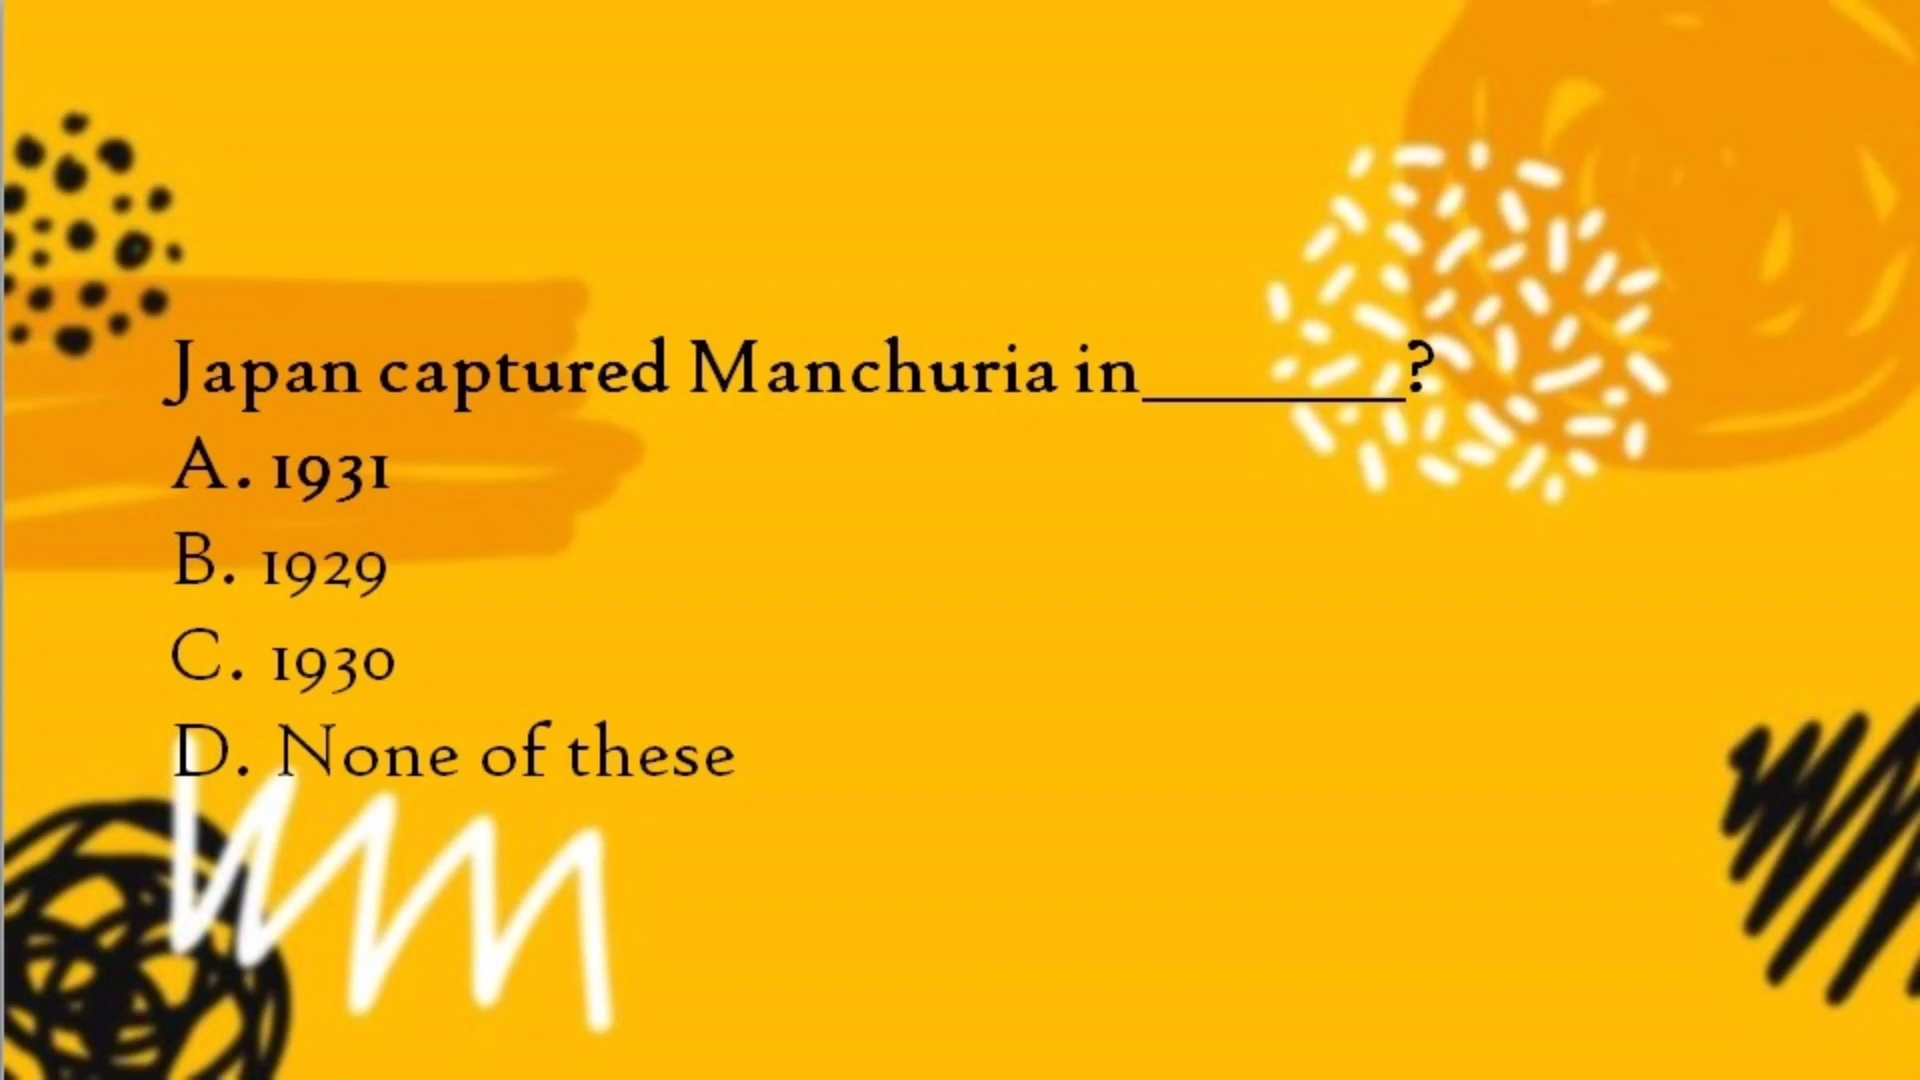 Japan captured Manchuria in_______?
A. 1931
B. 1929
C. 1930
D. None of these